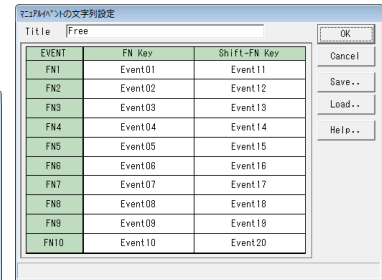 マニュアルイベントの文字列設定
Title Free
OK
EVENT FN Key Shift-FN Key
Cancel
FN1 Event01 Event11
FN2 Event02 Event12
Save..
FN3 Event03 Event13
Load..
FN4 Event04 Event14
Help..
FN5 Event05 Event15
FN6 Event06 Event16
FN7 Event07 Event17
FN8 Event08 Event18
FN9 Event09 Event19
FN10 Event10 Event20